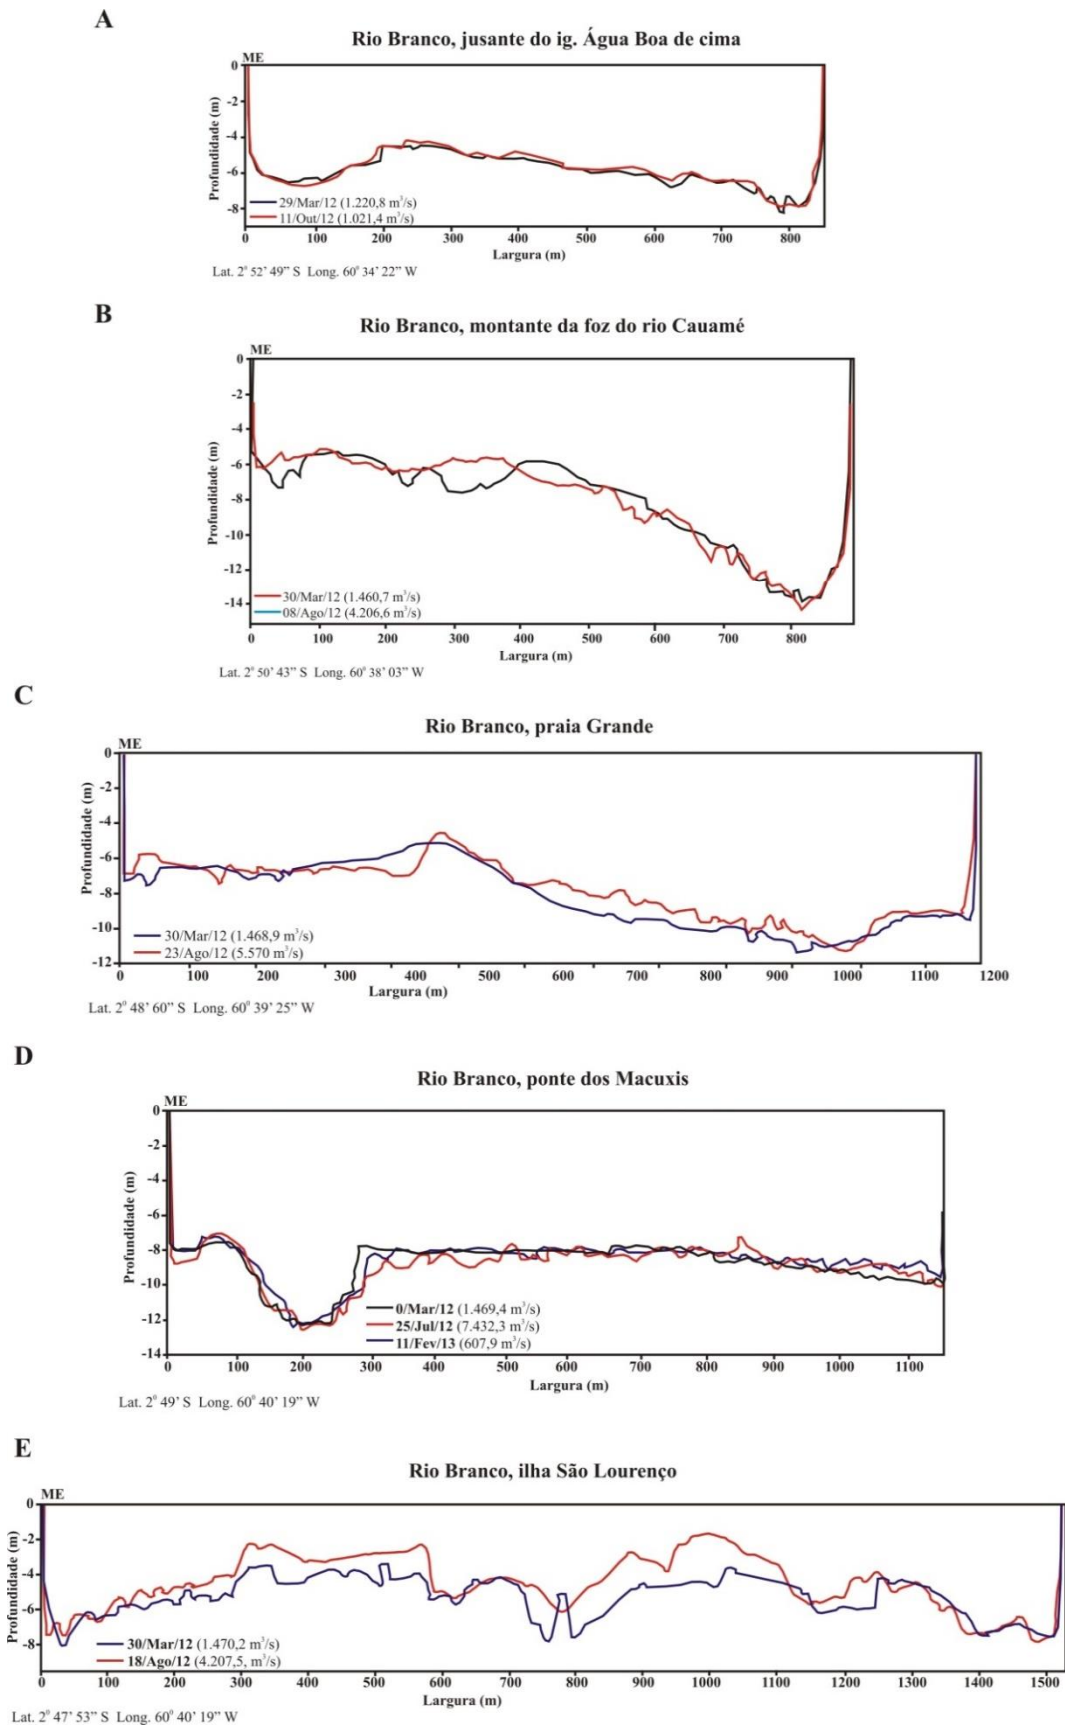 A
Rio Branco, jusante do ig. Água Boa de cima
ME
0
-2
-4
-6
-8
Profundidade (m)
29/Mar/12 (1.220,8 m³/s)
11/Out/12 (1.021,4 m³/s)
0 100 200 300 400 500 600 700 800
Largura (m)
Lat. 2⁰ 52' 49” S Long. 60⁰ 34' 22” W
B
Rio Branco, montante da foz do rio Cauamé
ME
0
-2
-4
-6
-8
-10
-12
-14
Profundidade (m)
30/Mar/12 (1.460,7 m³/s)
08/Ago/12 (4.206,6 m³/s)
0 100 200 300 400 500 600 700 800
Largura (m)
Lat. 2⁰ 50' 43” S Long. 60⁰ 38' 03” W
C
Rio Branco, praia Grande
ME
0
-2
-4
-6
-8
-10
-12
Profundidade (m)
30/Mar/12 (1.468,9 m³/s)
23/Ago/12 (5.570 m³/s)
0 100 200 300 400 500 600 700 800 900 1000 1100 1200
Largura (m)
Lat. 2⁰ 48' 60” S Long. 60⁰ 39' 25” W
D
Rio Branco, ponte dos Macuxis
ME
0
-2
-4
-6
-8
-10
-12
-14
Profundidade (m)
0/Mar/12 (1.469,4 m³/s)
25/Jul/12 (7.432,3 m³/s)
11/Fev/13 (607,9 m³/s)
0 100 200 300 400 500 600 700 800 900 1000 1100
Largura (m)
Lat. 2⁰ 49' S Long. 60⁰ 40' 19” W
E
Rio Branco, ilha São Lourenço
ME
0
-2
-4
-6
-8
Profundidade (m)
30/Mar/12 (1.470,2 m³/s)
18/Ago/12 (4.207,5, m³/s)
0 100 200 300 400 500 600 700 800 900 1000 1100 1200 1300 1400 1500
Largura (m)
Lat. 2⁰ 47' 53” S Long. 60⁰ 40' 19” W